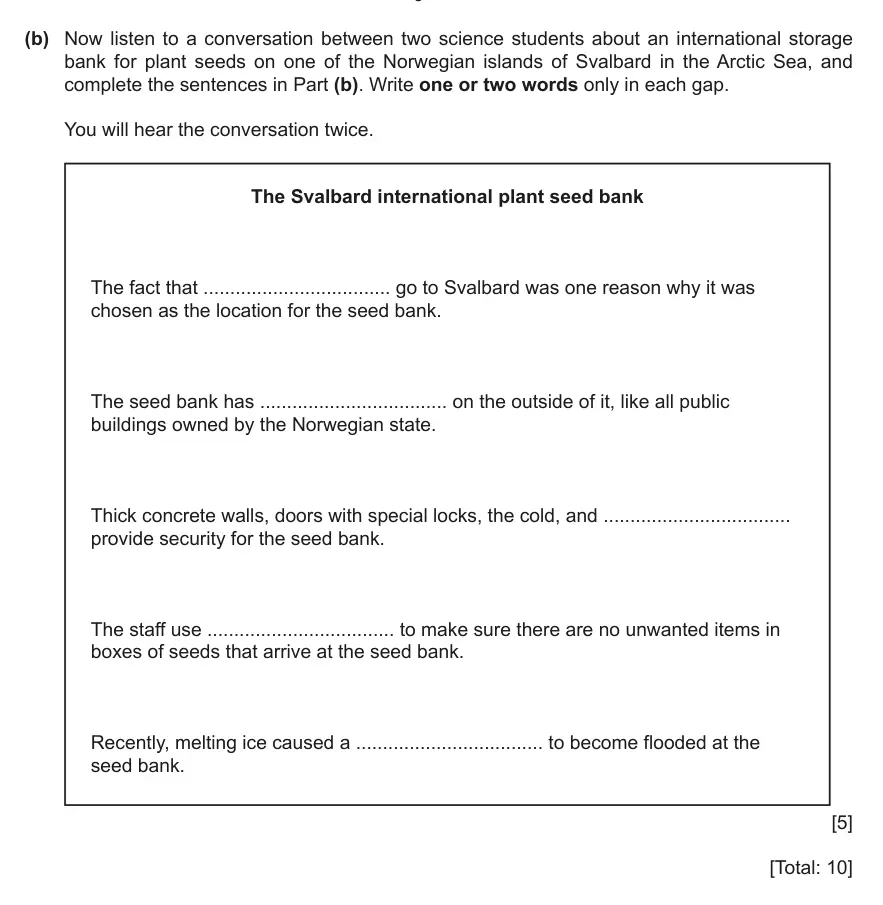 (b) Now listen to a conversation between two science students about an international storage
bank for plant seeds on one of the Norwegian islands of Svalbard in the Arctic Sea, and
complete the sentences in Part (b). Write one or two words only in each gap.
You will hear the conversation twice.
The Svalbard international plant seed bank
The fact that ................................... go to Svalbard was one reason why it was
chosen as the location for the seed bank.
The seed bank has ................................... on the outside of it, like all public
buildings owned by the Norwegian state.
Thick concrete walls, doors with special locks, the cold, and ...................................
provide security for the seed bank.
The staff use ................................... to make sure there are no unwanted items in
boxes of seeds that arrive at the seed bank.
Recently, melting ice caused a ................................... to become flooded at the
seed bank.
[5]
[Total: 10]